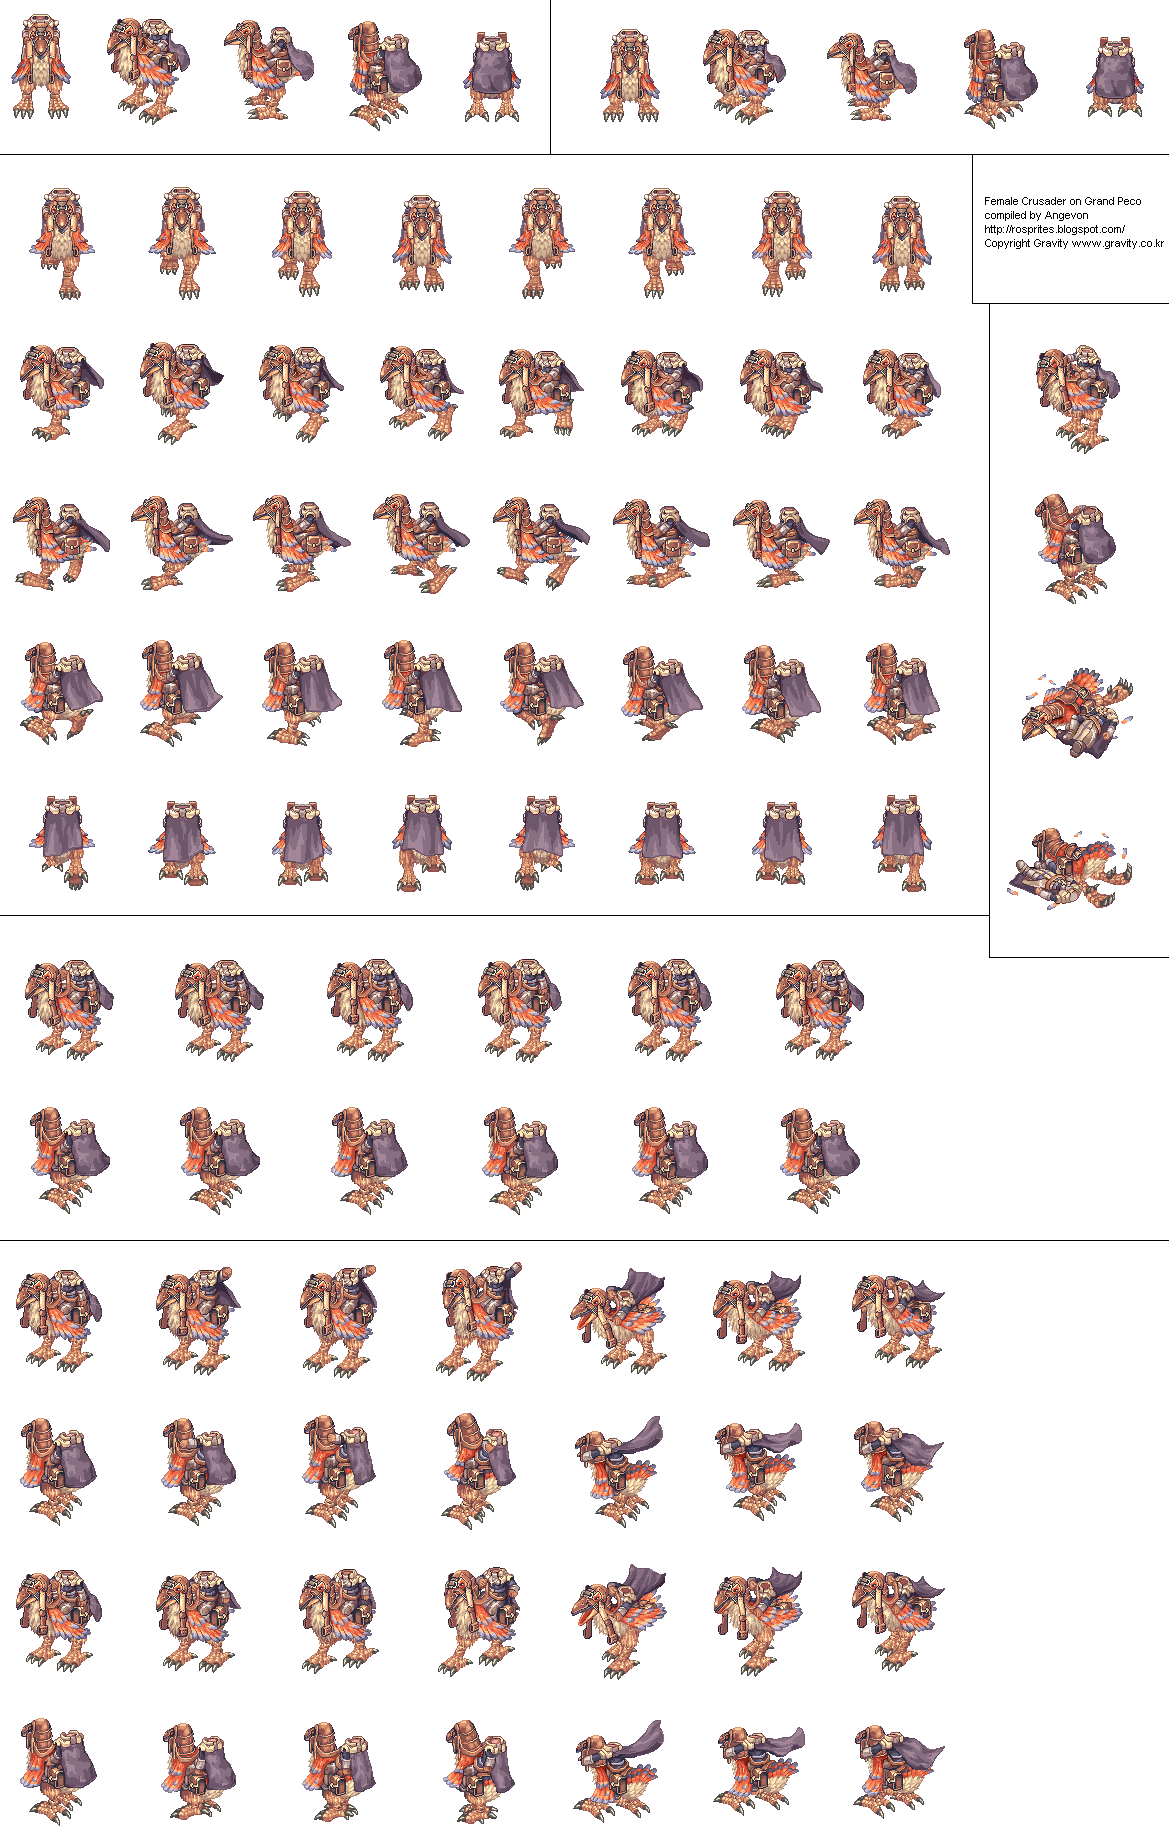 Female Crusader on Grand Peco
compiled by Angevon
http://rosprites.blogspot.com/
Copyright Gravity www.gravity.co.kr